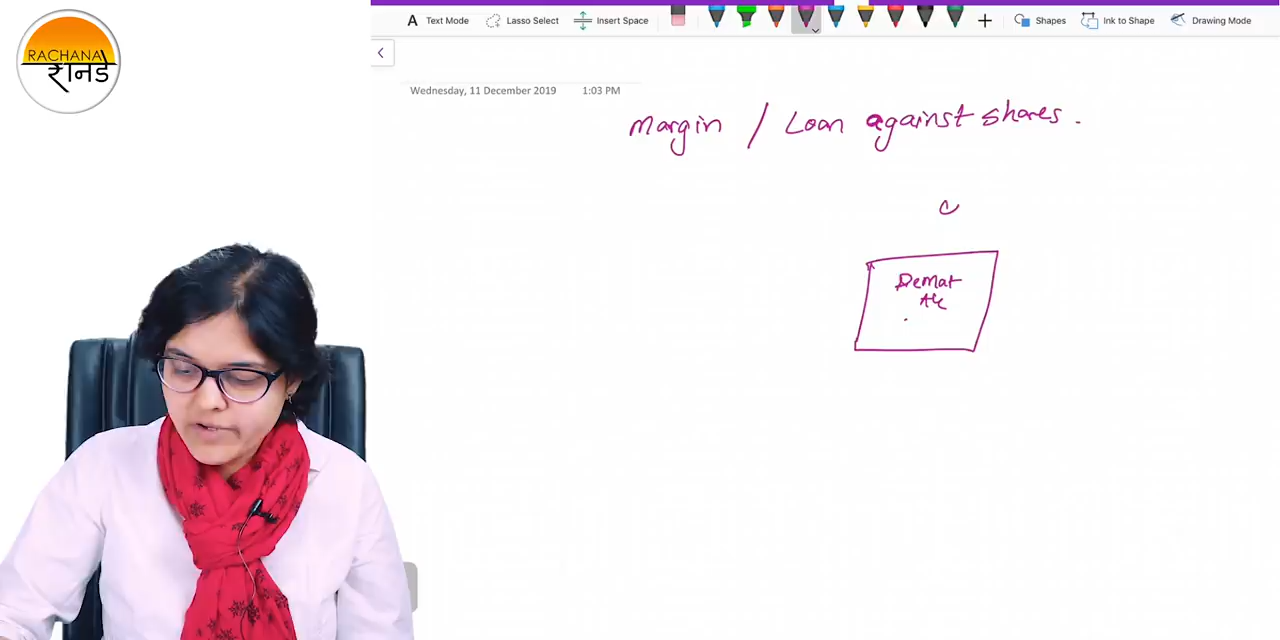 RACHANA
रानडे
A Text Mode Lasso Select Insert Space Shapes Ink to Shape Drawing Mode
Wednesday, 11 December 2019 1:03 PM
Margin / Loan against shares.
C
Demat
A/c